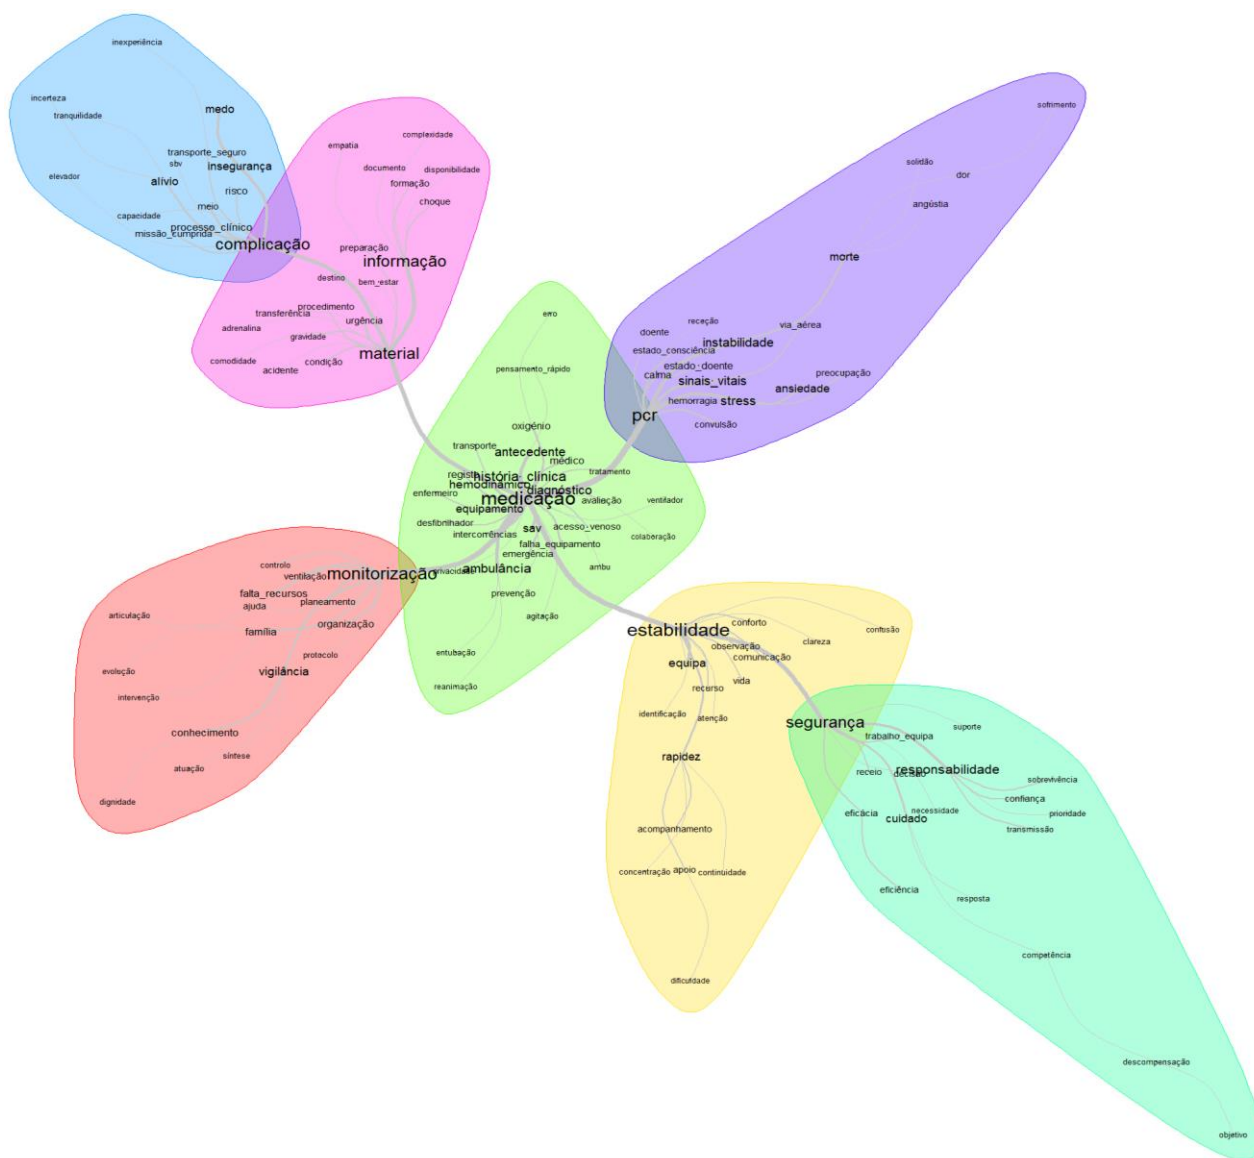 inexperiência
incerteza
tranquilidade
medo
transporte_seguro
sbv
insegurança
elevador
alívio
risco
meio
capacidade
processo_clínico
missão_cumprida
complicação
empatia
complexidade
documento
disponibilidade
formação
choque
preparação
informação
destino
bem_estar
procedimento
transferência
urgência
adrenalina
gravidade
material
comodidade
condição
acidente
sofrimento
solidão
dor
angústia
morte
receção
via_aérea
doente
instabilidade
estado_consciência
estado_doente
calma
sinais_vitais
preocupação
ansiedade
hemorragia
stress
pcr
convulsão
erro
pensamento_rápido
oxigénio
transporte
antecedente
médico
registo
história_clínica
tratamento
hemodinâmico
diagnóstico
enfermeiro
medicação
avaliação
ventilador
equipamento
desfibrilhador
sav
acesso_venoso
intercorrências
colaboração
falha_equipamento
emergência
privacidade
ambulância
ambu
prevenção
agitação
entubação
reanimação
controlo
ventilação
monitorização
falta_recursos
planeamento
ajuda
articulação
organização
família
protocolo
evolução
vigilância
intervenção
conhecimento
síntese
atuação
dignidade
estabilidade
conforto
confusão
clareza
observação
comunicação
equipa
vida
recurso
identificação
atenção
rapidez
acompanhamento
concentração
apoio
continuidade
dificuldade
segurança
suporte
trabalho_equipa
receio
decisão
responsabilidade
sobrevivência
confiança
necessidade
eficácia
cuidado
prioridade
transmissão
eficiência
resposta
competência
descompensação
objetivo